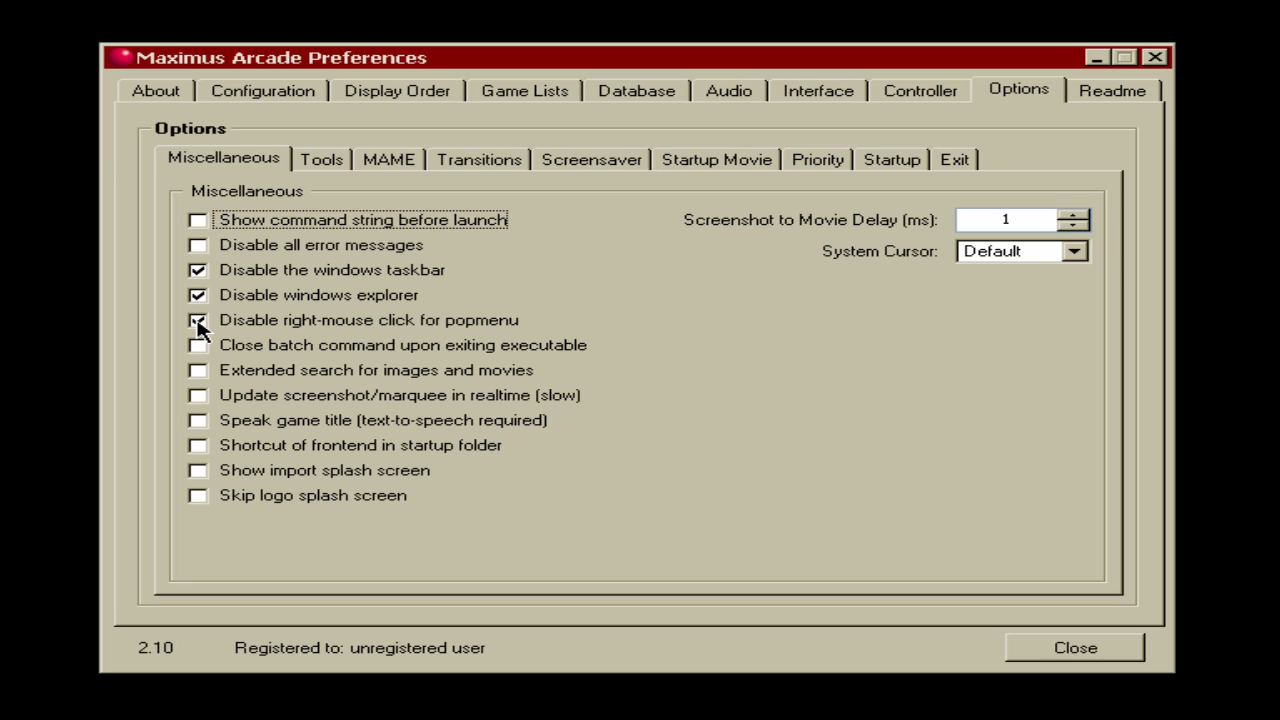 Maximus Arcade Preferences
About Configuration Display Order Game Lists Database Audio Interface Controller Options Readme
Options
Miscellaneous Tools MAME Transitions Screensaver Startup Movie Priority Startup Exit
Miscellaneous
Show command string before launch Screenshot to Movie Delay (ms): 1
Disable all error messages System Cursor: Default
Disable the windows taskbar
Disable windows explorer
Disable right-mouse click for popmenu
Close batch command upon exiting executable
Extended search for images and movies
Update screenshot/marquee in realtime (slow)
Speak game title (text-to-speech required)
Shortcut of frontend in startup folder
Show import splash screen
Skip logo splash screen
2.10 Registered to: unregistered user Close